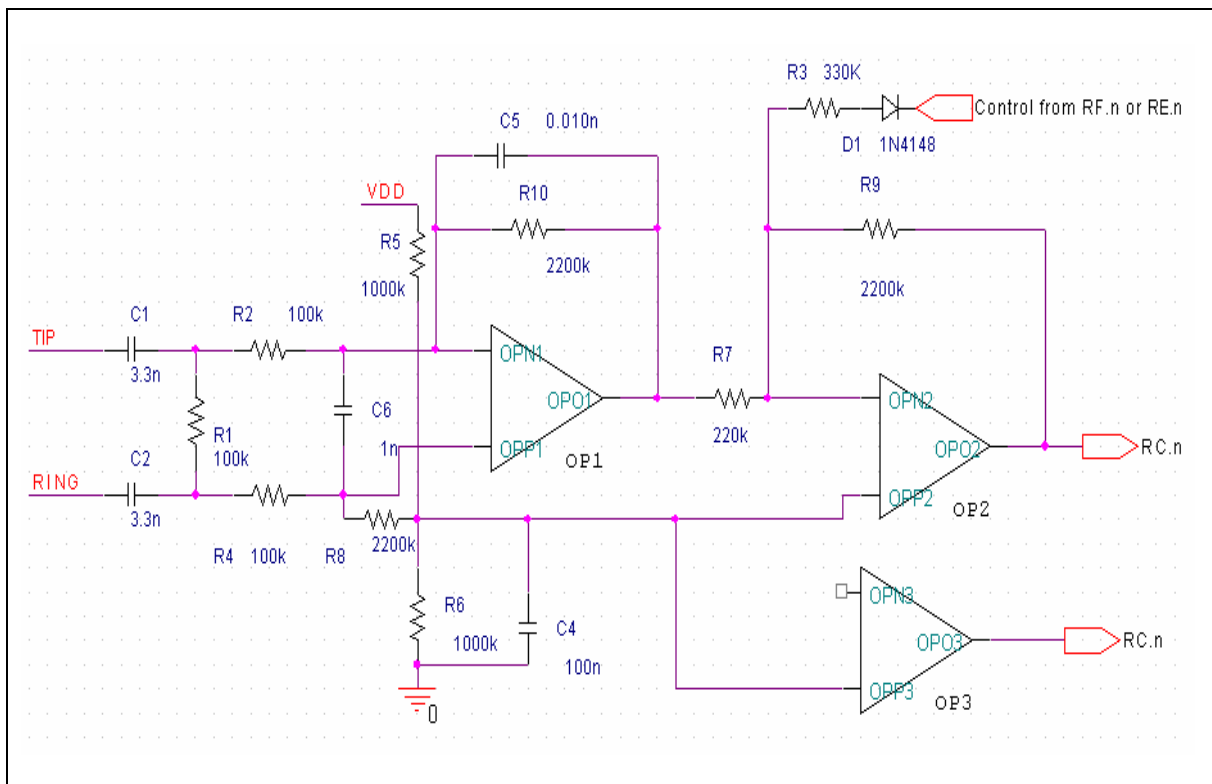 R3 330K
Control from RF.n or RE.n
D1 1N4148
C5 0.010n
R10
2200k
R9
2200k
VDD
R5
1000k
C1
3.3n
R2 100k
TIP
R1
100k
C6
1n
OPN1
OPO1
OPP1
OP1
R7
220k
OPN2
OPO2
OPP2
OP2
RC.n
C2
3.3n
RING
R4 100k
R8
2200k
R6
1000k
C4
100n
0
OPN3
OPO3
OPP3
OP3
RC.n